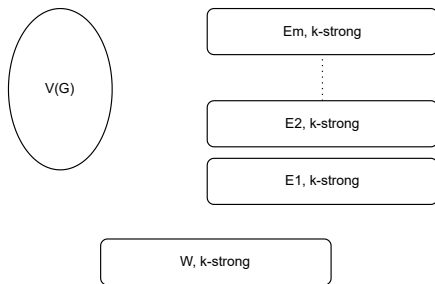 Em, k-strong
V(G)
E2, k-strong
E1, k-strong
W, k-strong